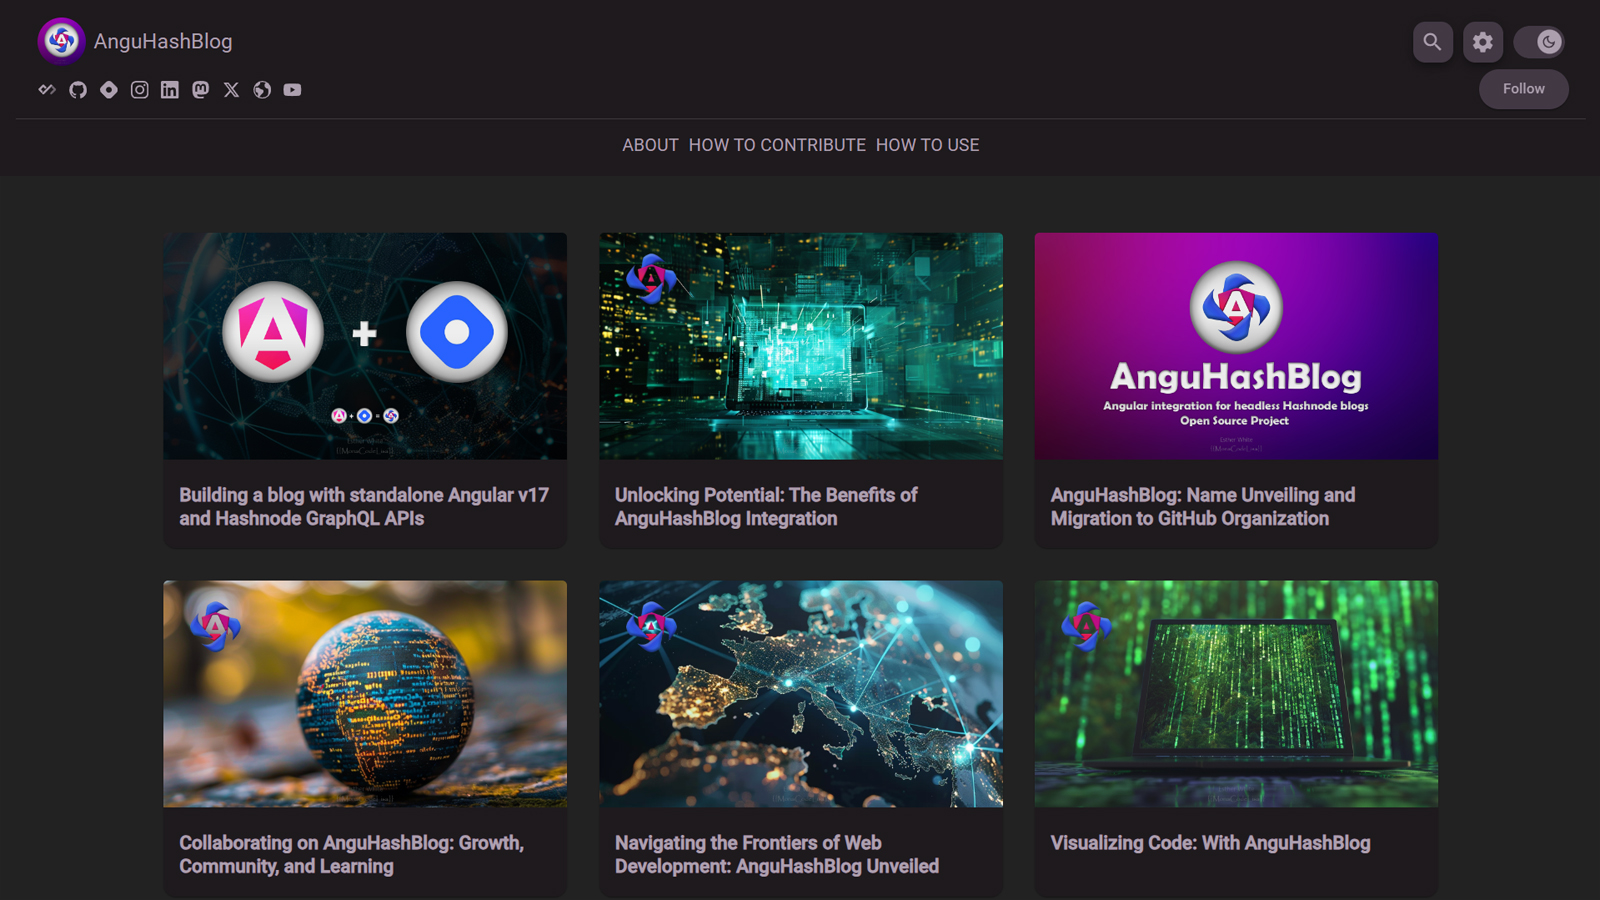 AnguHashBlog
Follow
ABOUT HOW TO CONTRIBUTE HOW TO USE
Building a blog with standalone Angular v17
and Hashnode GraphQL APIs
Unlocking Potential: The Benefits of
AnguHashBlog Integration
AnguHashBlog
Angular integration for headless Hashnode blogs
Open Source Project
Esther White
AnguHashBlog: Name Unveiling and
Migration to GitHub Organization
Collaborating on AnguHashBlog: Growth,
Community, and Learning
Navigating the Frontiers of Web
Development: AnguHashBlog Unveiled
Visualizing Code: With AnguHashBlog